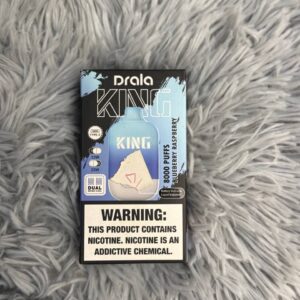 Drala
KING
KING
8000 PUFFS
BLUEBERRY RASPBERRY
DUAL
WARNING:
THIS PRODUCT CONTAINS
NICOTINE. NICOTINE IS AN
ADDICTIVE CHEMICAL.